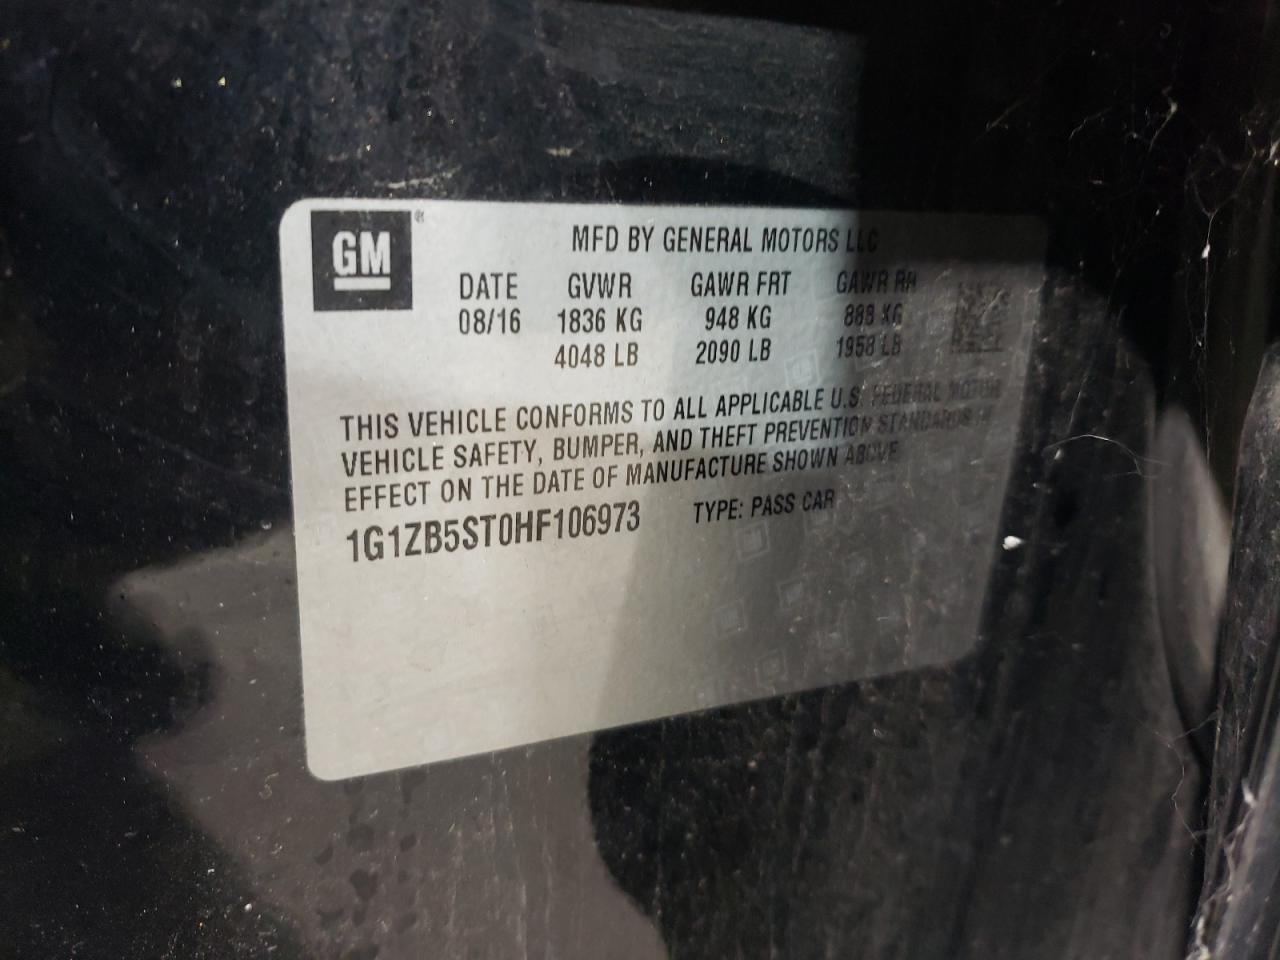 GM®
MFD BY GENERAL MOTORS LLC
DATE GVWR GAWR FRT GAWR RR
08/16 1836 KG 948 KG 888 KG
4048 LB 2090 LB 1958 LB
THIS VEHICLE CONFORMS TO ALL APPLICABLE U.S. FEDERAL MOTOR
VEHICLE SAFETY, BUMPER, AND THEFT PREVENTION STANDARDS IN
EFFECT ON THE DATE OF MANUFACTURE SHOWN ABOVE
1G1ZB5ST0HF106973 TYPE: PASS CAR